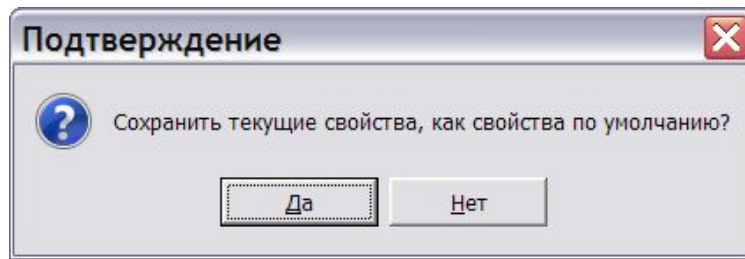 Подтверждение
Сохранить текущие свойства, как свойства по умолчанию?
Да
Нет